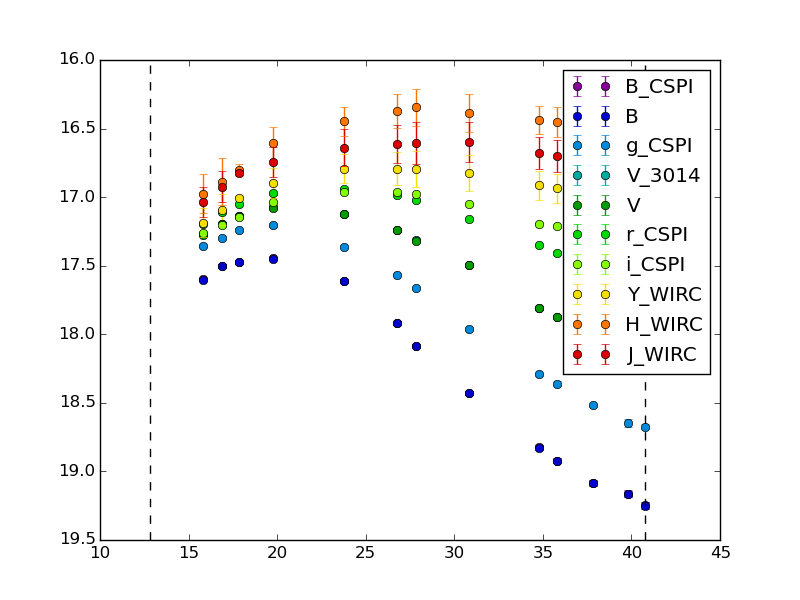 16.0
16.5
17.0
17.5
18.0
18.5
19.0
19.5
10 15 20 25 30 35 40 45
B_CSPI
B
g_CSPI
V_3014
V
r_CSPI
i_CSPI
Y_WIRC
H_WIRC
J_WIRC